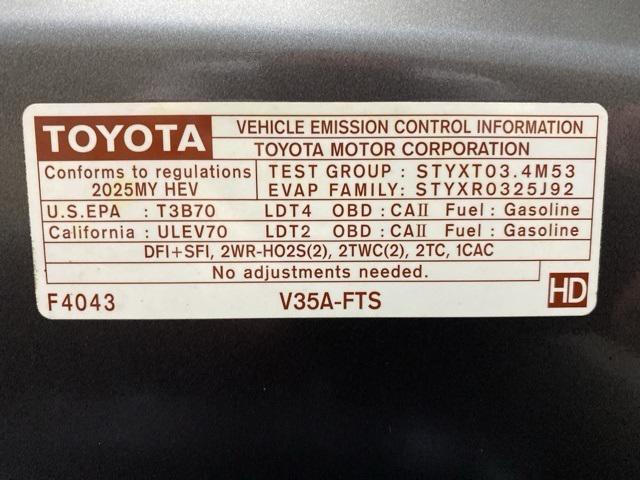 TOYOTA
VEHICLE EMISSION CONTROL INFORMATION
TOYOTA MOTOR CORPORATION
Conforms to regulations
2025MY HEV
TEST GROUP : STYXT03.4M53
EVAP FAMILY: STYXR0325J92
U.S.EPA : T3B70 LDT4 OBD : CAII Fuel : Gasoline
California : ULEV70 LDT2 OBD : CAII Fuel : Gasoline
DFI+SFI, 2WR-HO2S(2), 2TWC(2), 2TC, 1CAC
No adjustments needed.
F4043 V35A-FTS HD